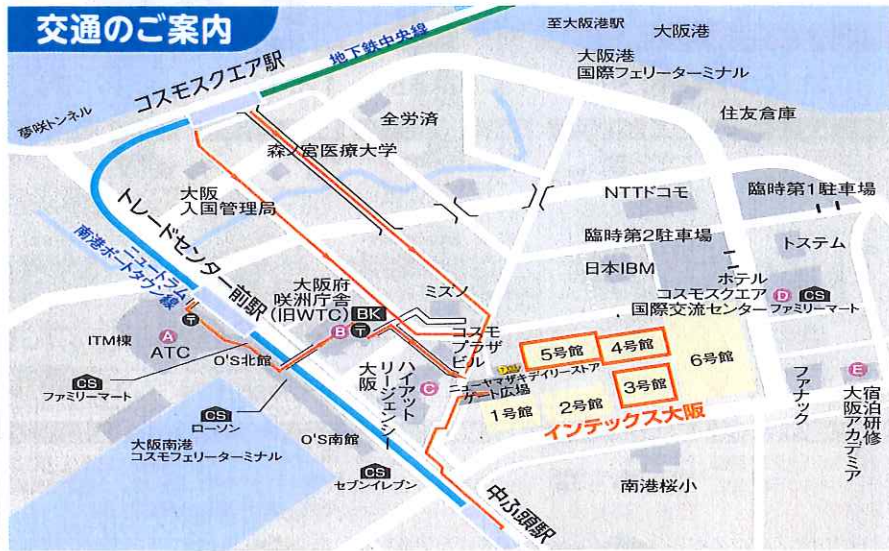 交通のご案内
至大阪港駅
大阪港
地下鉄中央線
コスモスクエア駅
大阪港
国際フェリーターミナル
夢咲トンネル
全労済
住友倉庫
森ノ宮医療大学
NTTドコモ
臨時第1駐車場
大阪
入国管理局
トレードセンター前駅
ニュートラム
南港ポートタウン線
臨時第2駐車場
トステム
日本IBM
大阪府
咲洲庁舎
(旧WTC)
BK
ミズノ
ホテル
コスモスクエア
国際交流センター
D
CS
ファミリーマート
〒
B
〒
A
ITM棟
ATC
O'S北館
コスモ
プラザ
ビル
5号館
4号館
6号館
CS
ファミリーマート
ハイアット
リージェンシー
大阪
C
ニューヤマザキデイリーストア
ゲート広場
3号館
ファナック
E
宿泊研修
大阪アカデミア
CS
ローソン
1号館
2号館
インテックス大阪
O'S南館
大阪南港
コスモフェリーターミナル
CS
セブンイレブン
中ふ頭駅
南港桜小